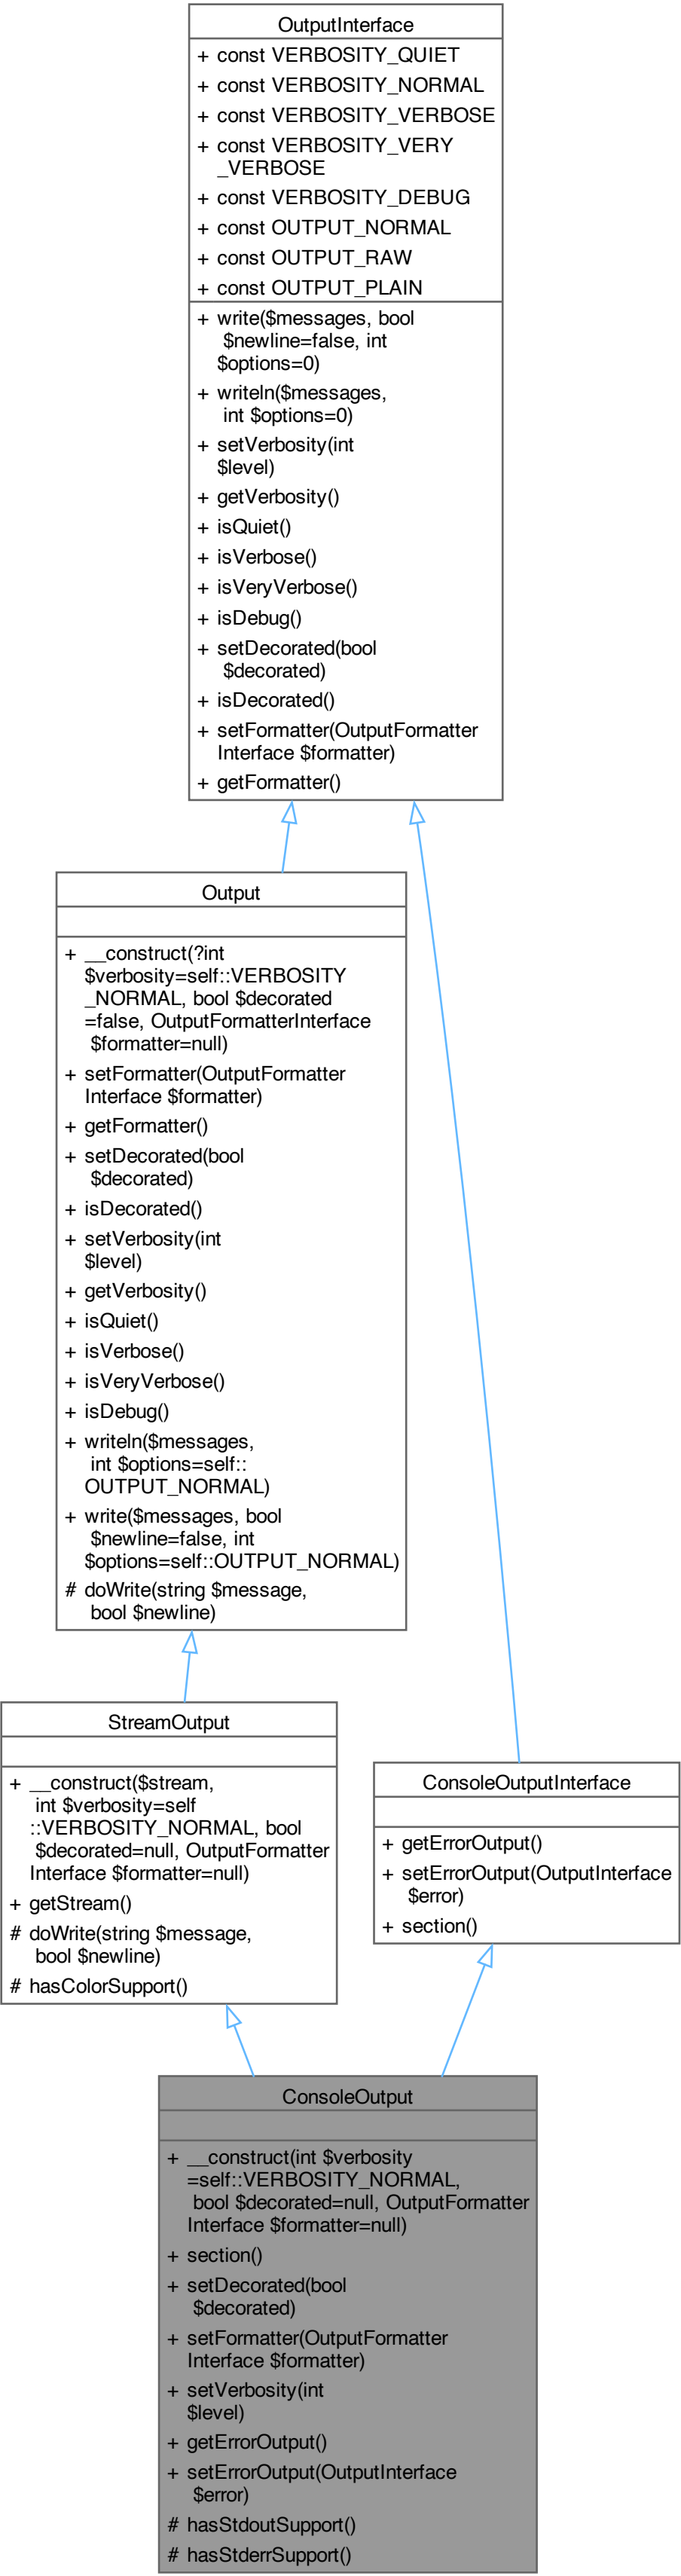 OutputInterface
+ const VERBOSITY_QUIET
+ const VERBOSITY_NORMAL
+ const VERBOSITY_VERBOSE
+ const VERBOSITY_VERY
_VERBOSE
+ const VERBOSITY_DEBUG
+ const OUTPUT_NORMAL
+ const OUTPUT_RAW
+ const OUTPUT_PLAIN
+ write($messages, bool
$newline=false, int
$options=0)
+ writeln($messages,
int $options=0)
+ setVerbosity(int
$level)
+ getVerbosity()
+ isQuiet()
+ isVerbose()
+ isVeryVerbose()
+ isDebug()
+ setDecorated(bool
$decorated)
+ isDecorated()
+ setFormatter(OutputFormatter
Interface $formatter)
+ getFormatter()
Output
+ __construct(?int
$verbosity=self::VERBOSITY
_NORMAL, bool $decorated
=false, OutputFormatterInterface
$formatter=null)
+ setFormatter(OutputFormatter
Interface $formatter)
+ getFormatter()
+ setDecorated(bool
$decorated)
+ isDecorated()
+ setVerbosity(int
$level)
+ getVerbosity()
+ isQuiet()
+ isVerbose()
+ isVeryVerbose()
+ isDebug()
+ writeln($messages,
int $options=self::
OUTPUT_NORMAL)
+ write($messages, bool
$newline=false, int
$options=self::OUTPUT_NORMAL)
# doWrite(string $message,
bool $newline)
StreamOutput
+ __construct($stream,
int $verbosity=self
::VERBOSITY_NORMAL, bool
$decorated=null, OutputFormatter
Interface $formatter=null)
+ getStream()
# doWrite(string $message,
bool $newline)
# hasColorSupport()
ConsoleOutputInterface
+ getErrorOutput()
+ setErrorOutput(OutputInterface
$error)
+ section()
ConsoleOutput
+ __construct(int $verbosity
=self::VERBOSITY_NORMAL,
bool $decorated=null, OutputFormatter
Interface $formatter=null)
+ section()
+ setDecorated(bool
$decorated)
+ setFormatter(OutputFormatter
Interface $formatter)
+ setVerbosity(int
$level)
+ getErrorOutput()
+ setErrorOutput(OutputInterface
$error)
# hasStdoutSupport()
# hasStderrSupport()